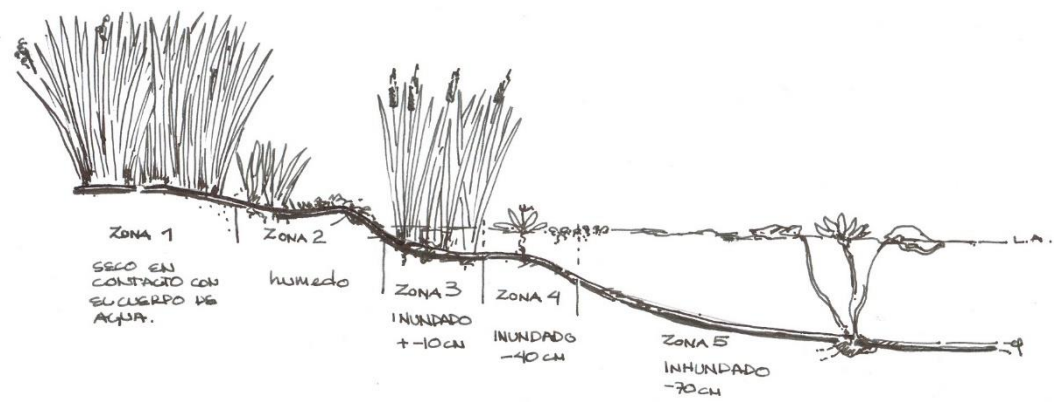 ZONA 1
SECO EN
CONTACTO CON
EL CUERPO DE
AGUA.
ZONA 2
humedo
ZONA 3
INUNDADO
+-10CM
ZONA 4
INUNDADO
-40CM
ZONA 5
INHUNDADO
-70CM
L.A.